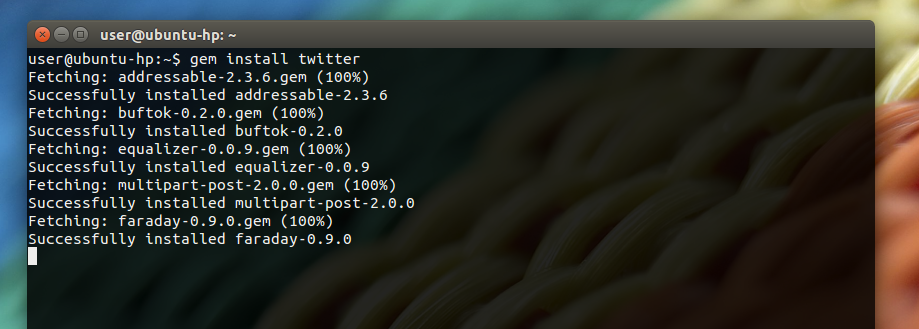 user@ubuntu-hp: ~
user@ubuntu-hp:~$ gem install twitter
Fetching: addressable-2.3.6.gem (100%)
Successfully installed addressable-2.3.6
Fetching: buftok-0.2.0.gem (100%)
Successfully installed buftok-0.2.0
Fetching: equalizer-0.0.9.gem (100%)
Successfully installed equalizer-0.0.9
Fetching: multipart-post-2.0.0.gem (100%)
Successfully installed multipart-post-2.0.0
Fetching: faraday-0.9.0.gem (100%)
Successfully installed faraday-0.9.0